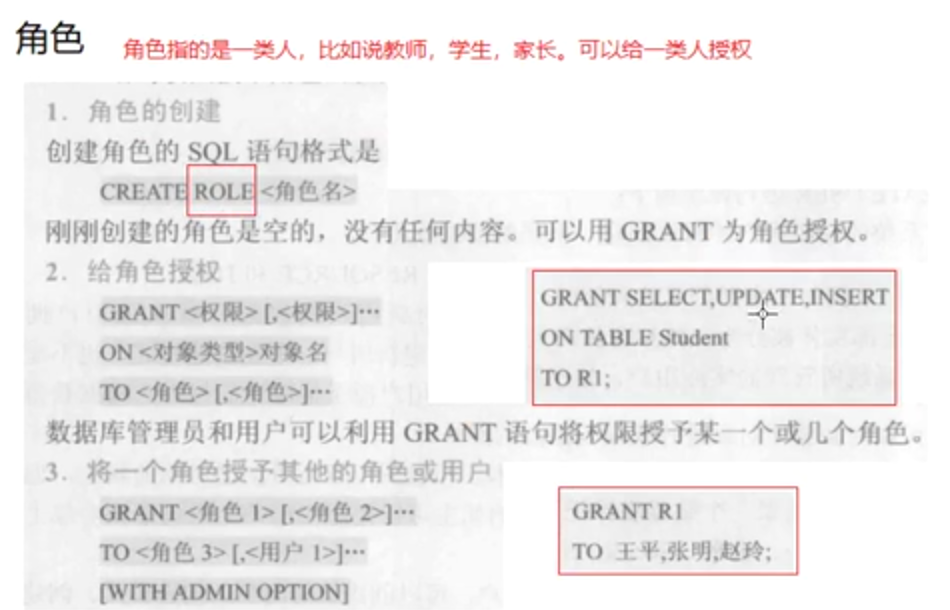 角色
角色指的是一类人，比如说教师，学生，家长。可以给一类人授权
1．角色的创建
创建角色的 SQL 语句格式是
CREATE ROLE <角色名>
刚刚创建的角色是空的，没有任何内容。可以用 GRANT 为角色授权。
2．给角色授权
GRANT <权限> [,<权限>]…
ON <对象类型>对象名
TO <角色> [,<角色>]…
GRANT SELECT,UPDATE,INSERT
ON TABLE Student
TO R1;
数据库管理员和用户可以利用 GRANT 语句将权限授予某一个或几个角色。
3．将一个角色授予其他的角色或用户
GRANT <角色 1> [,<角色 2>]…
TO <角色 3> [,<用户 1>]…
[WITH ADMIN OPTION]
GRANT R1
TO 王平,张明,赵玲;